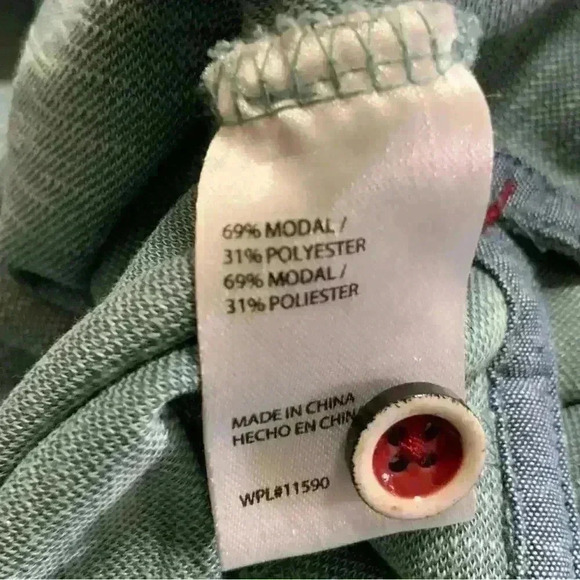 69% MODAL /
31% POLYESTER
69% MODAL /
31% POLIESTER
MADE IN CHINA
HECHO EN CHIN
WPL#11590